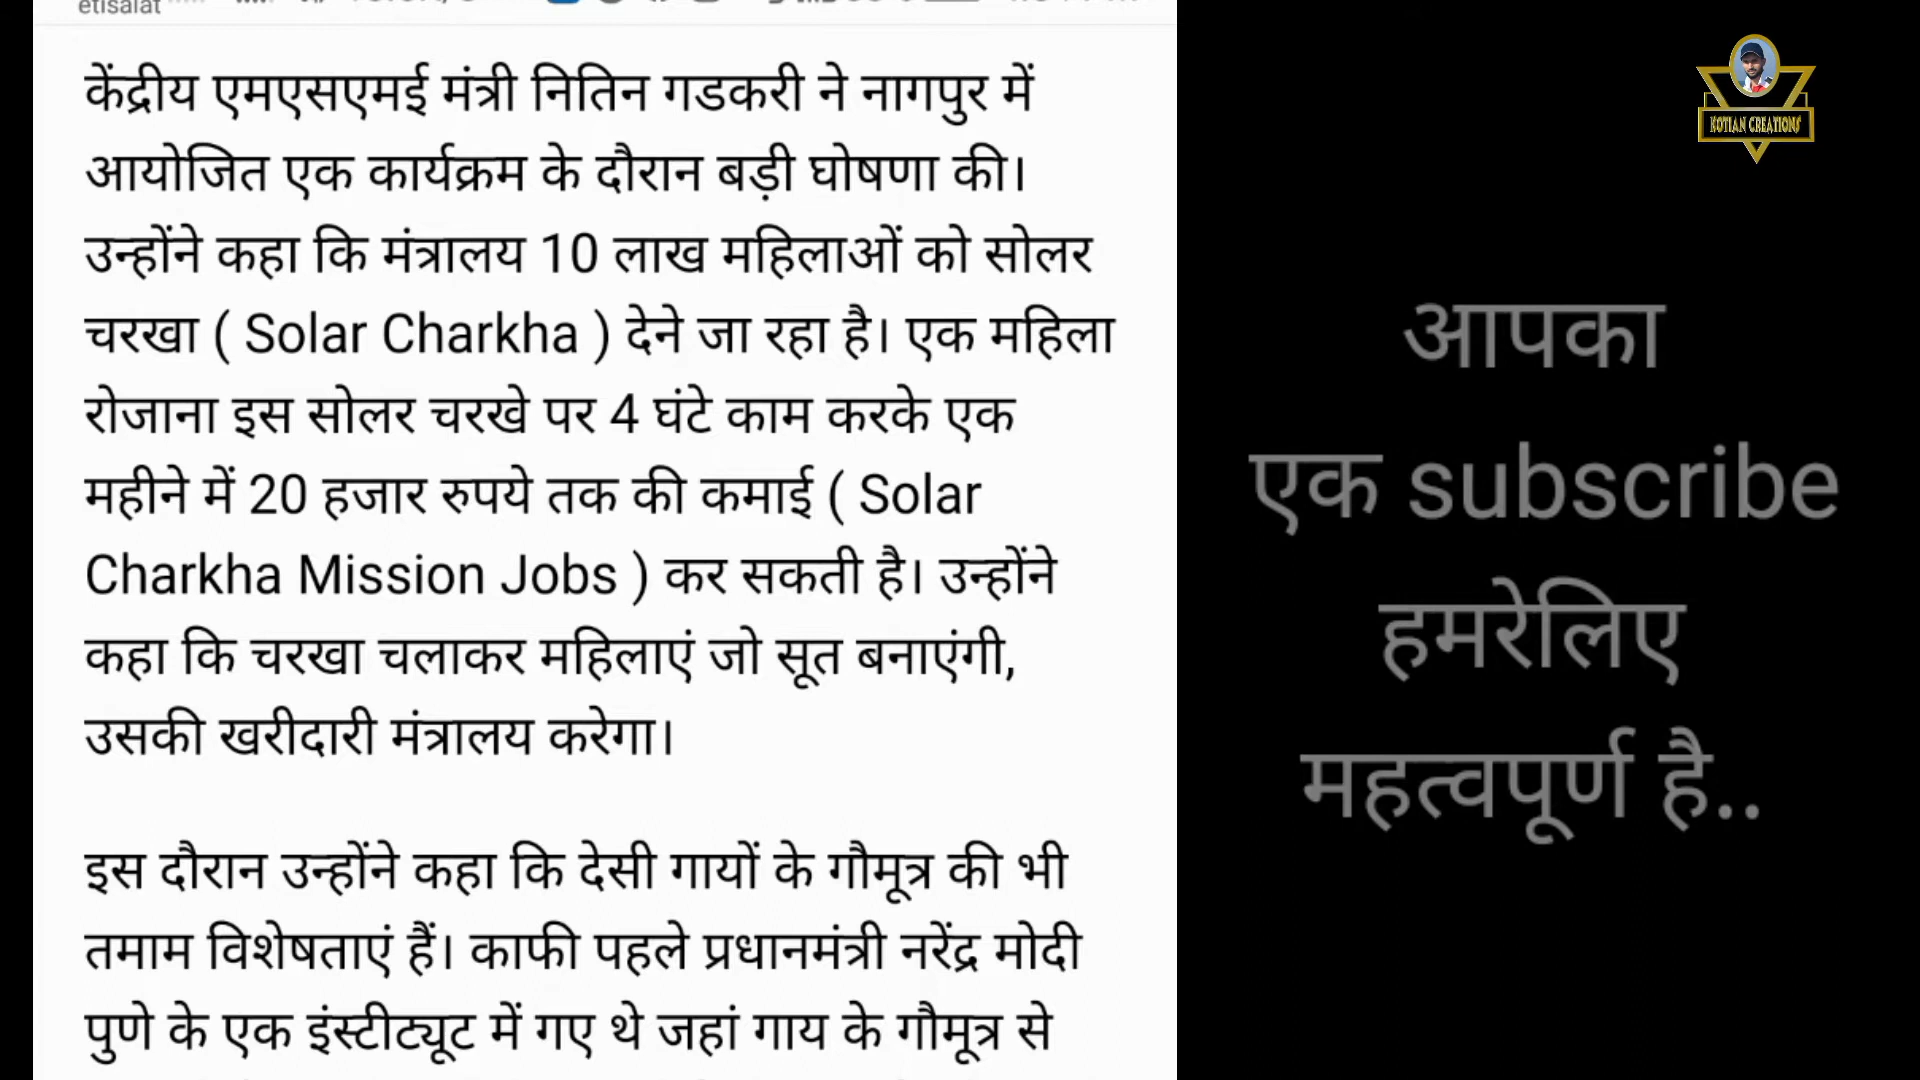 etisalat
केंद्रीय एमएसएमई मंत्री नितिन गडकरी ने नागपुर में
आयोजित एक कार्यक्रम के दौरान बड़ी घोषणा की।
उन्होंने कहा कि मंत्रालय 10 लाख महिलाओं को सोलर
चरखा ( Solar Charkha ) देने जा रहा है। एक महिला
रोजाना इस सोलर चरखे पर 4 घंटे काम करके एक
महीने में 20 हजार रुपये तक की कमाई ( Solar
Charkha Mission Jobs ) कर सकती है। उन्होंने
कहा कि चरखा चलाकर महिलाएं जो सूत बनाएंगी,
उसकी खरीदारी मंत्रालय करेगा।
इस दौरान उन्होंने कहा कि देसी गायों के गौमूत्र की भी
तमाम विशेषताएं हैं। काफी पहले प्रधानमंत्री नरेंद्र मोदी
पुणे के एक इंस्टीट्यूट में गए थे जहां गाय के गौमूत्र से
KOTIAN CREATIONS
आपका
एक subscribe
हमरेलिए
महत्वपूर्ण है..